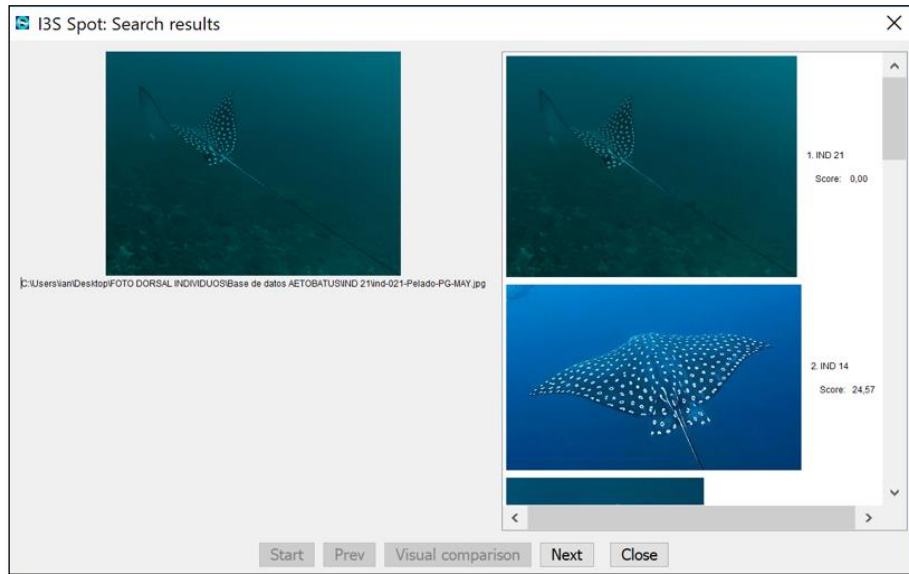 I3S Spot: Search results
C:\Users\ian\Desktop\FOTO DORSAL INDIVIDUOS\Base de datos AETOBATUS\IND 21\ind-021-Pelado-PG-MAY.jpg
1. IND 21
Score: 0,00
2. IND 14
Score: 24,57
Start Prev Visual comparison Next Close